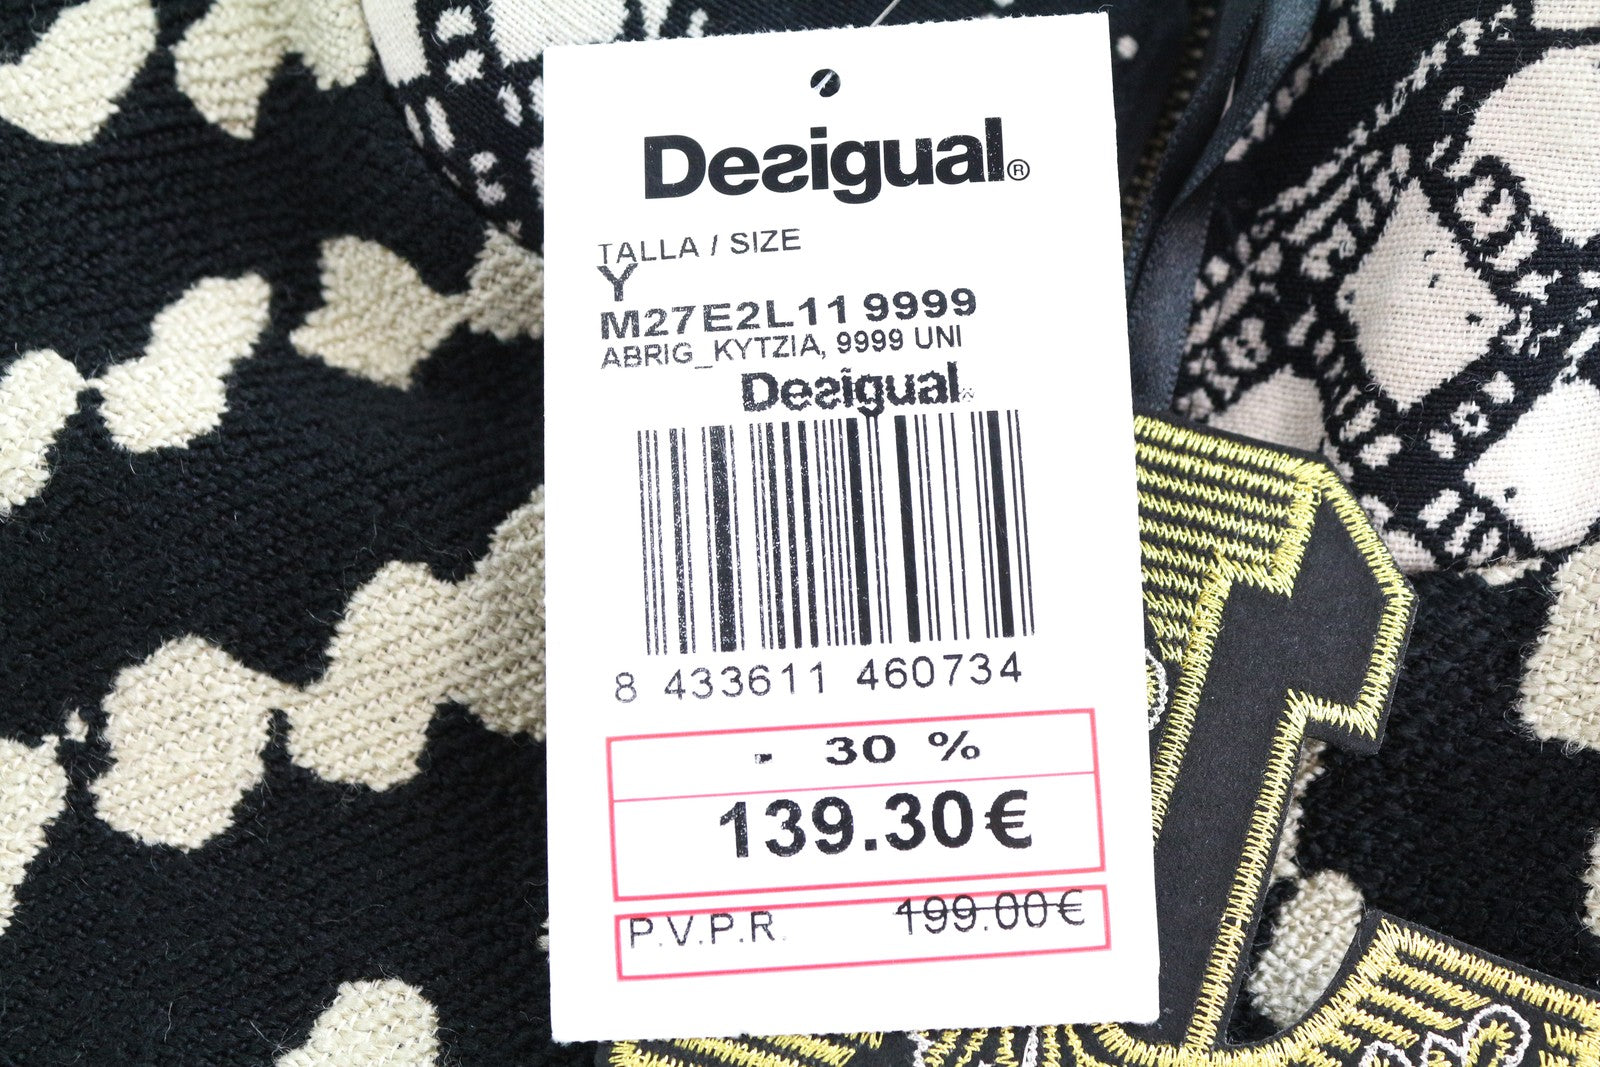 Desigual®
TALLA / SIZE
Y
M27E2L11 9999
ABRIG_KYTZIA, 9999 UNI
Desigual
8 433611 460734
- 30 %
139.30€
P.V.P.R. 199.00€